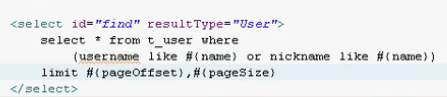 <select id="find" resultType="User">
select * from t_user where
(username like #(name) or nickname like #(name))
limit #(pageOffset),#(pageSize)
</select>